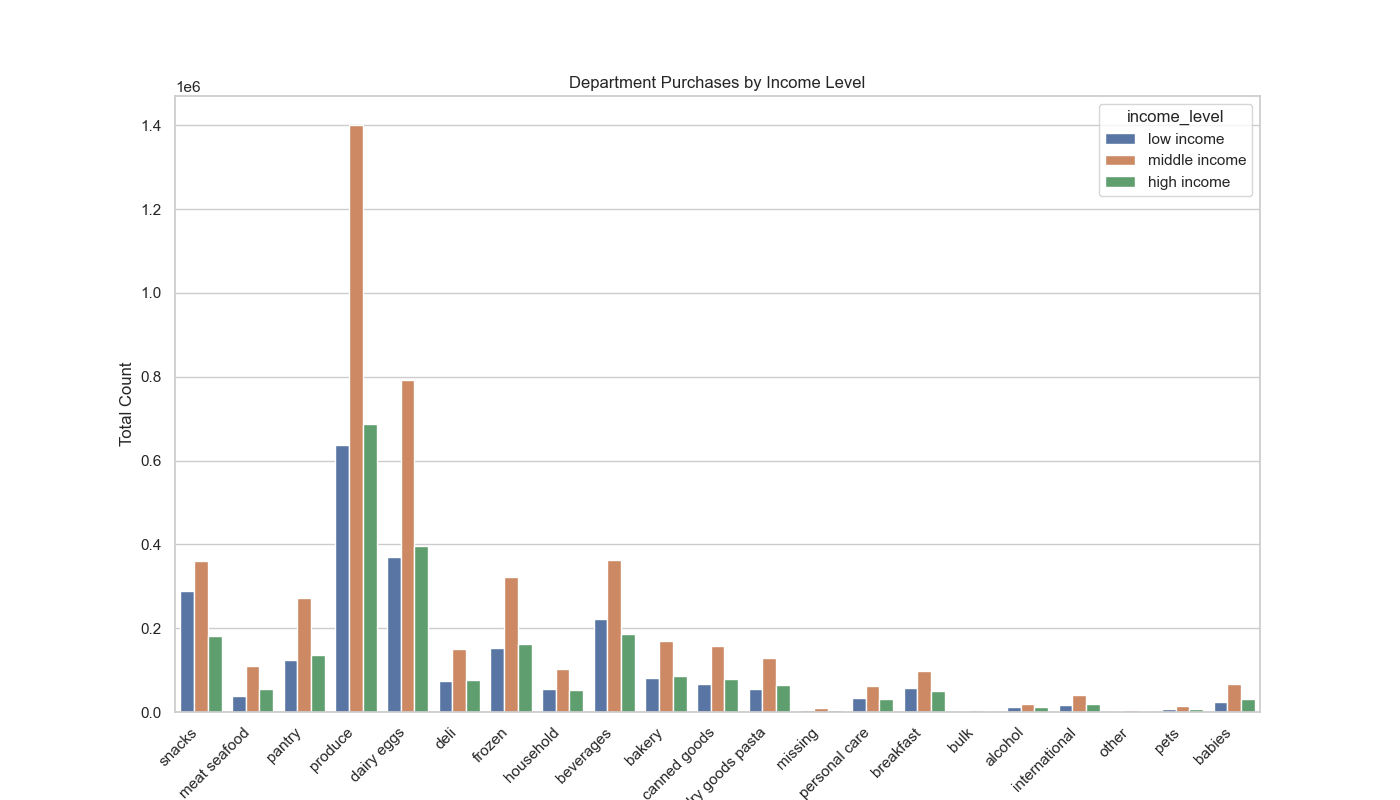 Department Purchases by Income Level
1e6
income_level
low income
middle income
high income
Total Count
1.4
1.2
1.0
0.8
0.6
0.4
0.2
0.0
snacks
meat seafood
pantry
produce
dairy eggs
deli
frozen
household
beverages
bakery
canned goods
goods pasta
missing
personal care
breakfast
bulk
alcohol
international
other
pets
babies